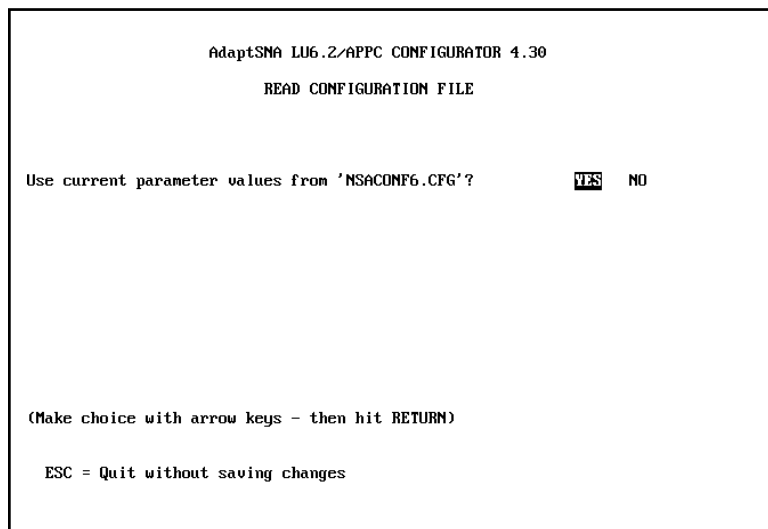 AdaptSNA LU6.2/APPC CONFIGURATOR 4.30
READ CONFIGURATION FILE
Use current parameter values from 'NSACONF6.CFG'? YES NO
(Make choice with arrow keys - then hit RETURN)
ESC = Quit without saving changes